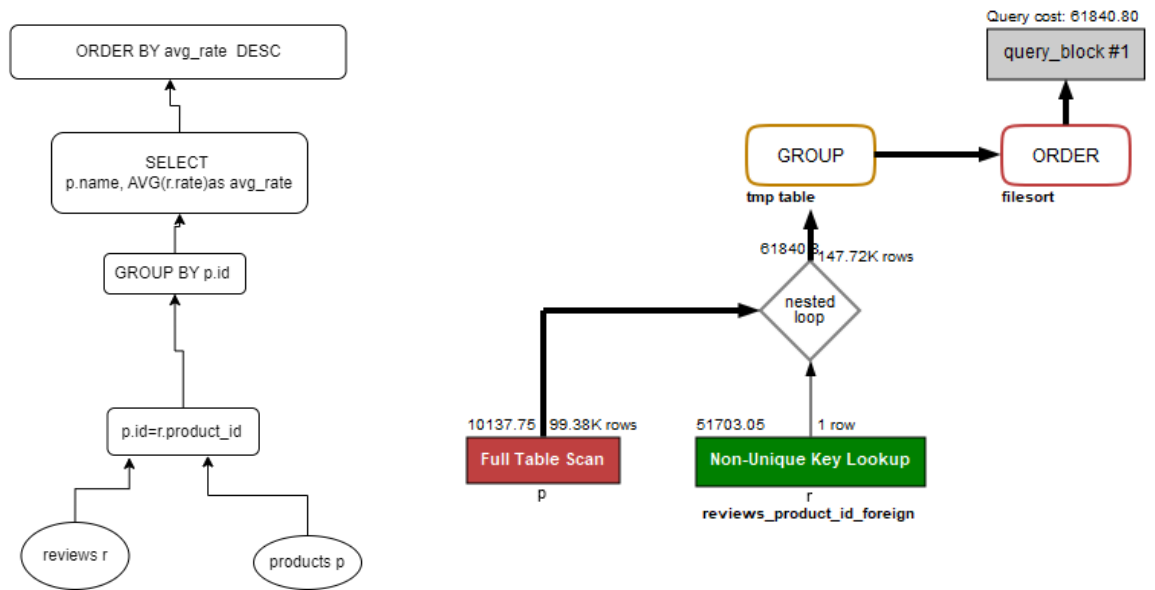 ORDER BY avg_rate DESC
SELECT
p.name, AVG(r.rate)as avg_rate
GROUP BY p.id
p.id=r.product_id
reviews r
products p
Query cost: 61840.80
query_block #1
GROUP
ORDER
tmp table
filesort
61840.8
147.72K rows
nested
loop
10137.75
99.38K rows
51703.05
1 row
Full Table Scan
Non-Unique Key Lookup
p
r
reviews_product_id_foreign